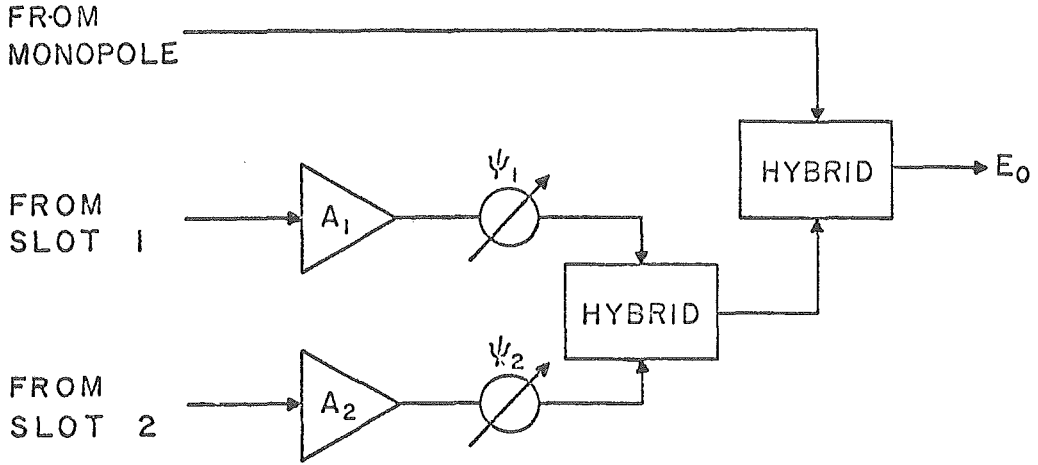 FROM
MONOPOLE
HYBRID
E₀
ψ₁
FROM
SLOT 1
A₁
HYBRID
ψ₂
FROM
SLOT 2
A₂